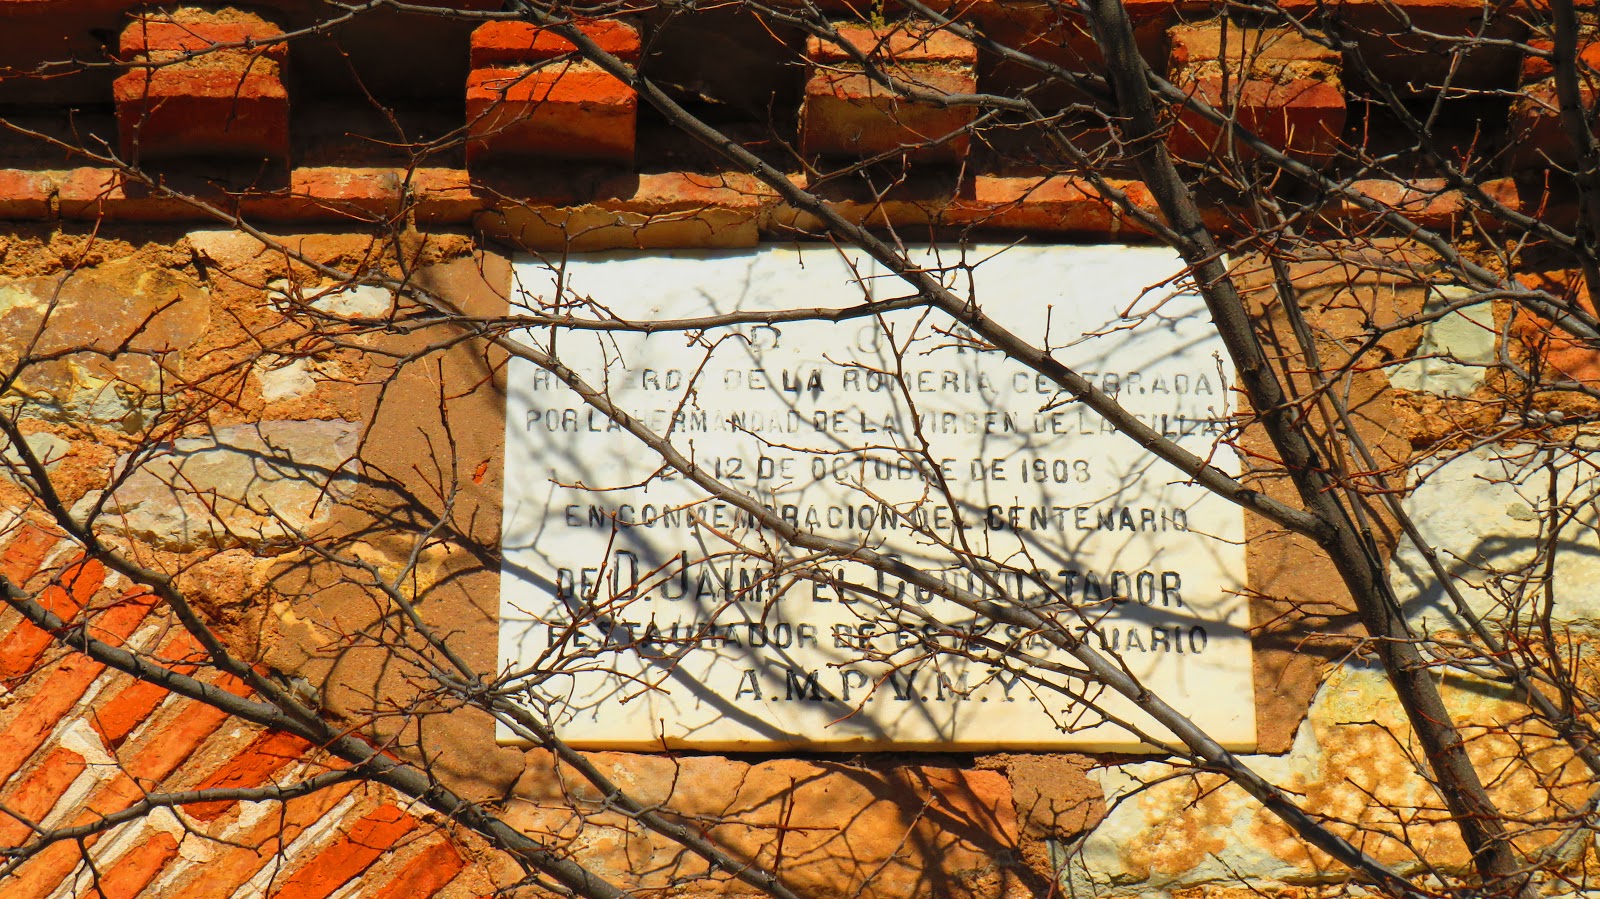 RECUERDO DE LA ROMERIA CELEBRADA
POR LA HERMANDAD DE LA VIRGEN DE LA SILLA
EL 12 DE OCTUBRE DE 1908
EN CONMEMORACION DEL CENTENARIO
DE D. JAIME EL CONQUISTADOR
RESTAURADOR DE ESTE SANTUARIO
A.M.P.V.M.Y.